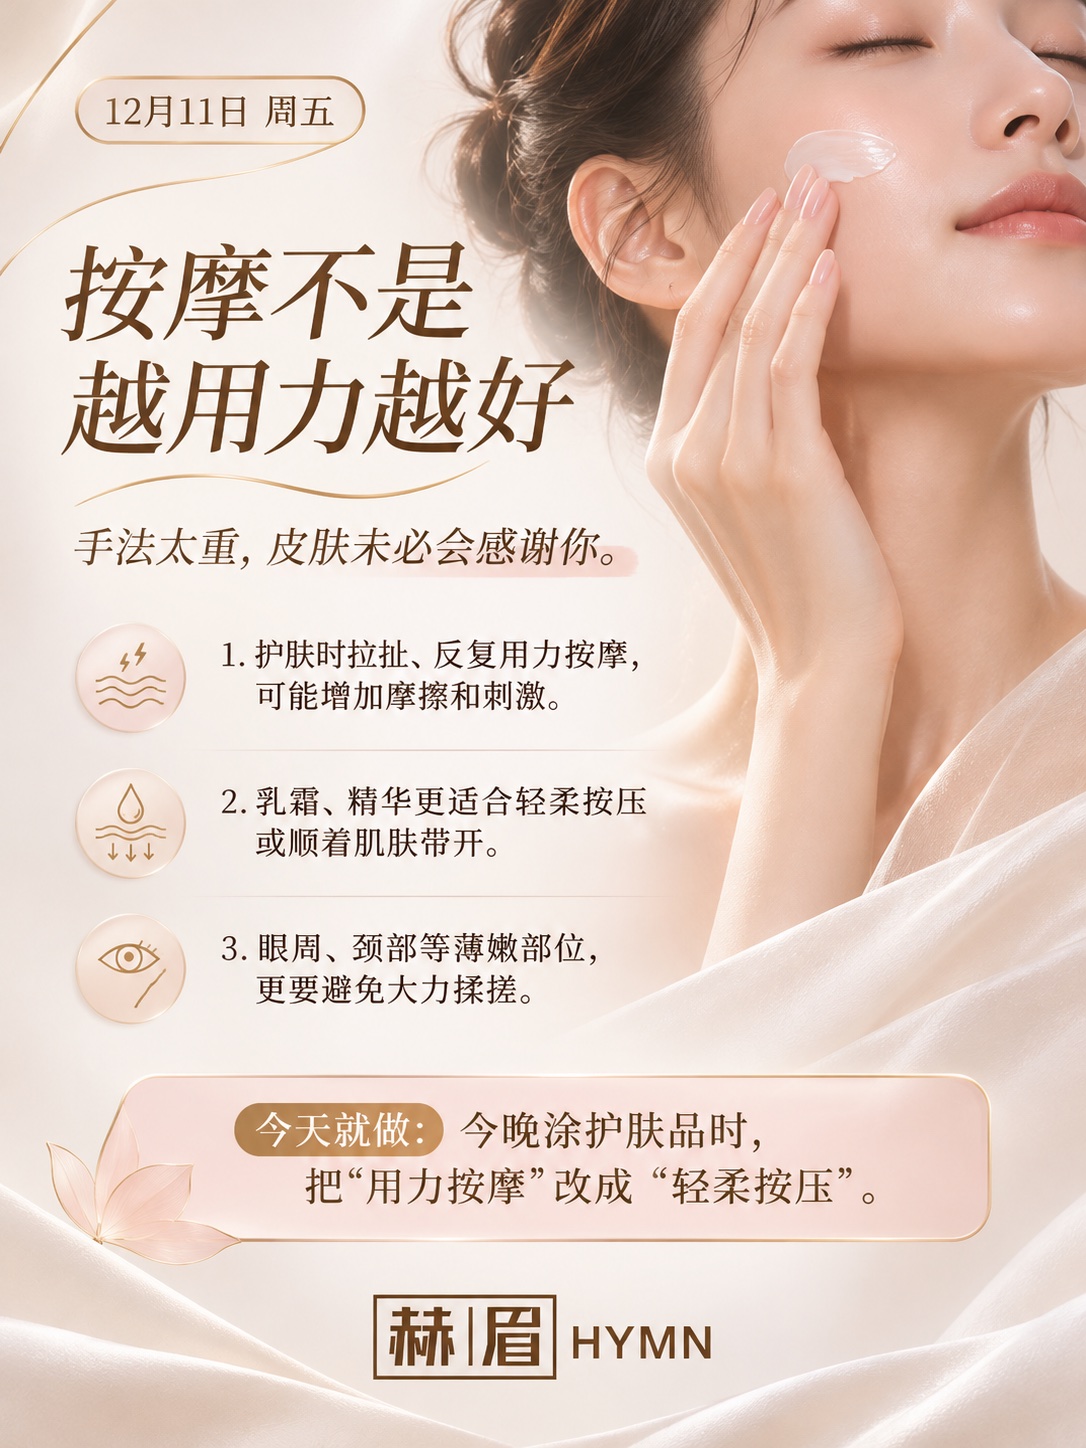 12月11日 周五
按摩不是
越用力越好
手法太重，皮肤未必会感谢你。
1. 护肤时拉扯、反复用力按摩，
可能增加摩擦和刺激。
2. 乳霜、精华更适合轻柔按压
或顺着肌肤带开。
3. 眼周、颈部等薄嫩部位，
更要避免大力揉搓。
今天就做： 今晚涂护肤品时，
把“用力按摩”改成“轻柔按压”。
赫|眉 HYMN